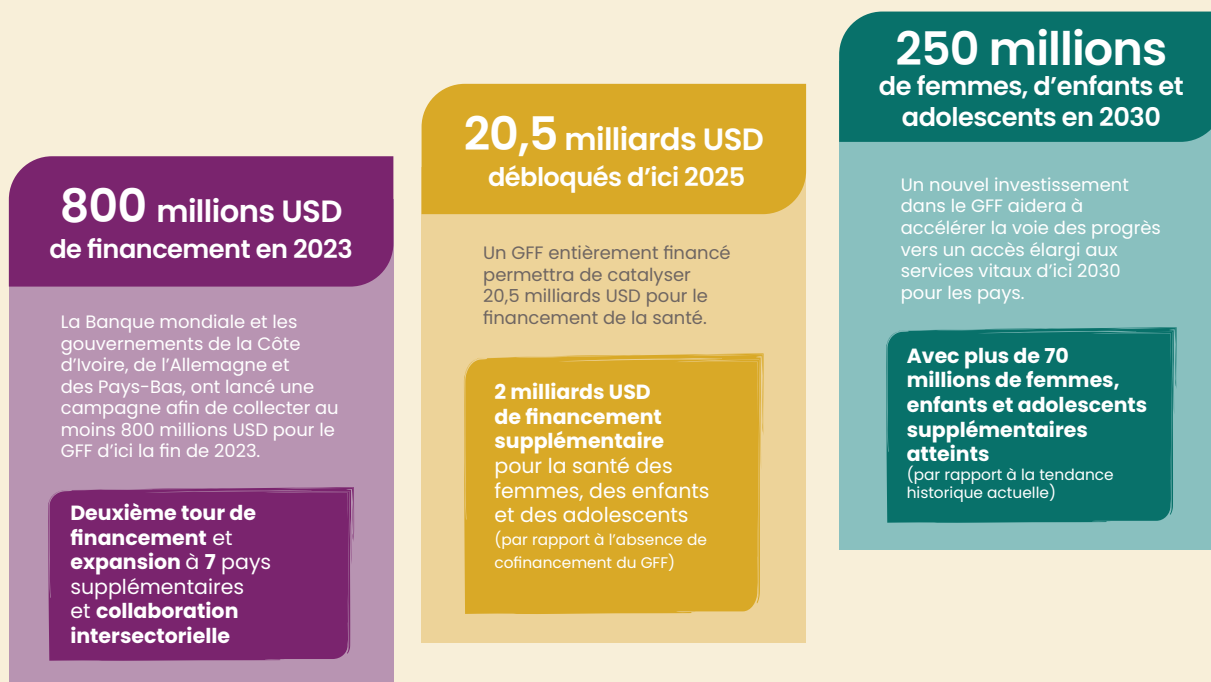 800 millions USD
de financement en 2023
La Banque mondiale et les
gouvernements de la Côte
d’Ivoire, de l’Allemagne et
des Pays-Bas, ont lancé une
campagne afin de collecter au
moins 800 millions USD pour le
GFF d’ici la fin de 2023.
Deuxième tour de
financement et
expansion à 7 pays
supplémentaires
et collaboration
intersectorielle
20,5 milliards USD
débloqués d’ici 2025
Un GFF entièrement financé
permettra de catalyser
20,5 milliards USD pour le
financement de la santé.
2 milliards USD
de financement
supplémentaire
pour la santé des
femmes, des enfants
et des adolescents
(par rapport à l’absence de
cofinancement du GFF)
250 millions
de femmes, d’enfants et
adolescents en 2030
Un nouvel investissement
dans le GFF aidera à
accélérer la voie des progrès
vers un accès élargi aux
services vitaux d’ici 2030
pour les pays.
Avec plus de 70
millions de femmes,
enfants et adolescents
supplémentaires
atteints
(par rapport à la tendance
historique actuelle)